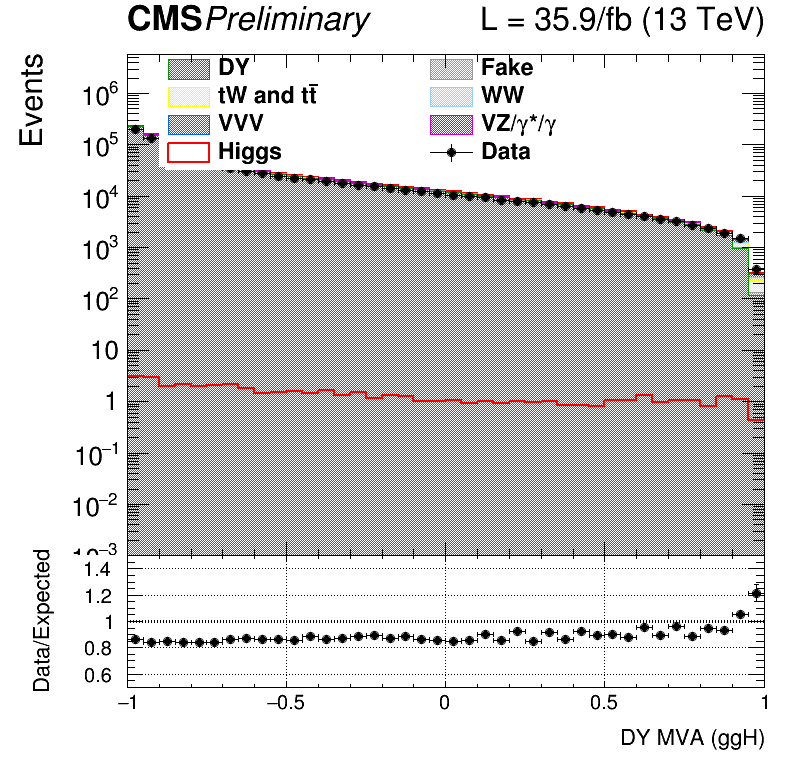 CMS Preliminary L = 35.9/fb (13 TeV)
Events
DY Fake
tW and tt̄ WW
VVV VZ/γ*/γ
Higgs Data
10⁶
10⁵
10⁴
10³
10²
10
1
10⁻¹
10⁻²
10⁻³
Data/Expected
1.4
1.2
1
0.8
0.6
−1 −0.5 0 0.5 1
DY MVA (ggH)